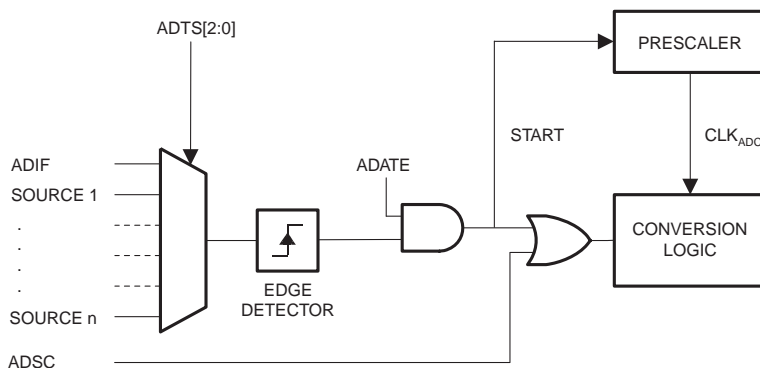 ADTS[2:0]
PRESCALER
START
CLKADC
ADIF
ADATE
SOURCE 1
.
.
.
.
CONVERSION
LOGIC
EDGE
DETECTOR
SOURCE n
ADSC